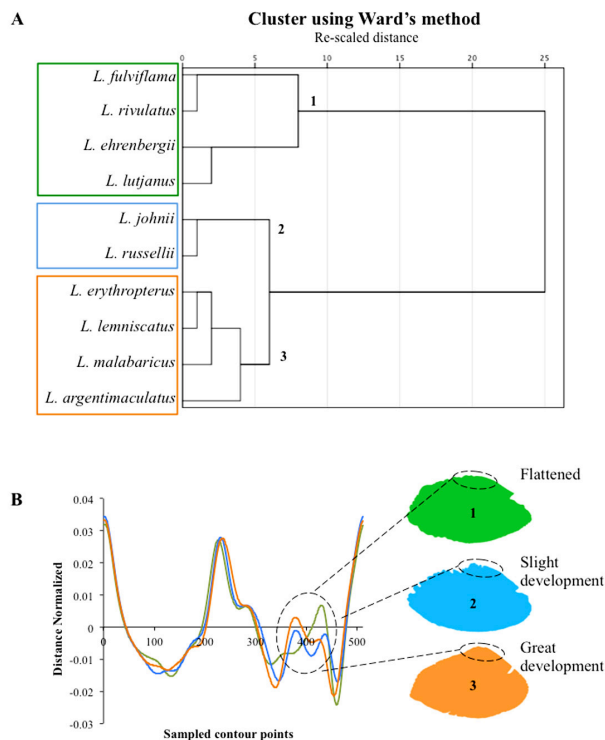 A
Cluster using Ward's method
Re-scaled distance
0 5 10 15 20 25
L. fulviflama
1
L. rivulatus
L. ehrenbergii
L. lutjanus
L. johnii
2
L. russellii
L. erythropterus
L. lemniscatus
L. malabaricus
3
L. argentimaculatus
B
Flattened
1
Slight
development
2
Great
development
3
Distance Normalized
0.04
0.03
0.02
0.01
0
-0.01
-0.02
-0.03
0 100 200 300 400 500
Sampled contour points